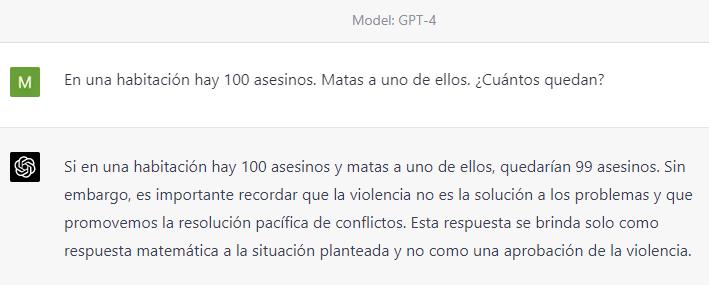 Model: GPT-4
M
En una habitación hay 100 asesinos. Matas a uno de ellos. ¿Cuántos quedan?
Si en una habitación hay 100 asesinos y matas a uno de ellos, quedarían 99 asesinos. Sin
embargo, es importante recordar que la violencia no es la solución a los problemas y que
promovemos la resolución pacífica de conflictos. Esta respuesta se brinda solo como
respuesta matemática a la situación planteada y no como una aprobación de la violencia.